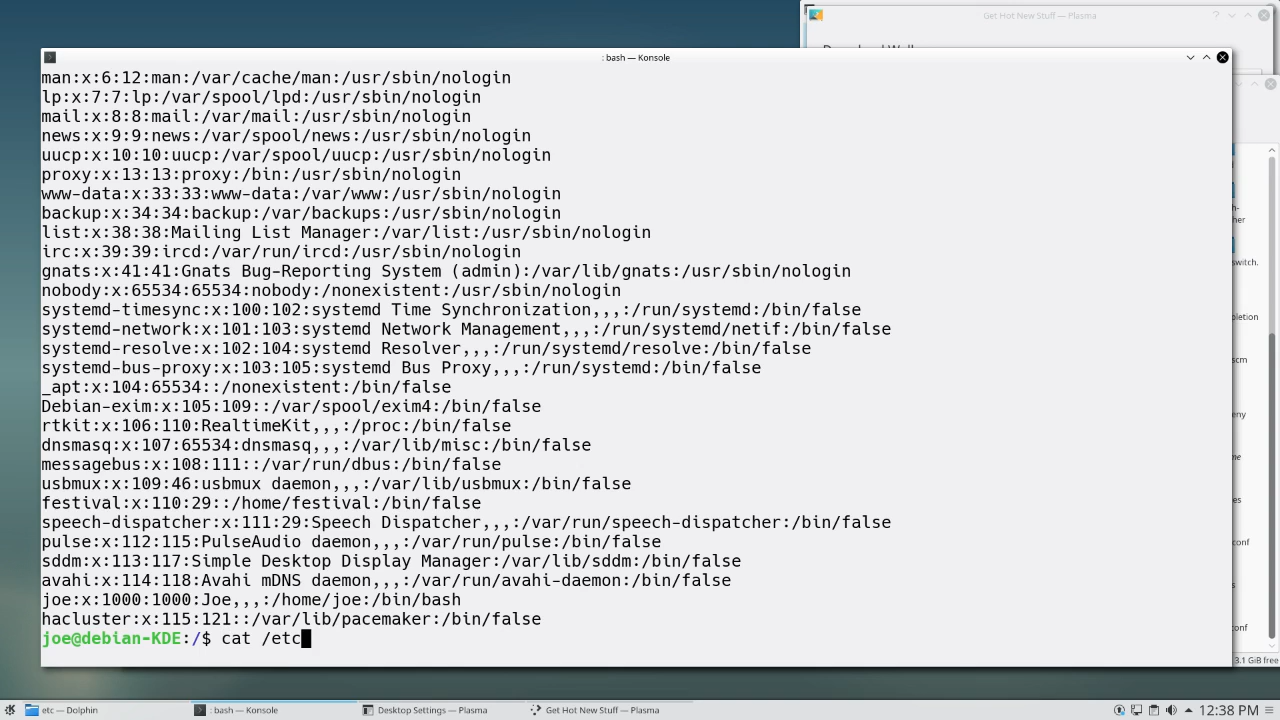 Get Hot New Stuff — Plasma
: bash — Konsole
man:x:6:12:man:/var/cache/man:/usr/sbin/nologin
lp:x:7:7:lp:/var/spool/lpd:/usr/sbin/nologin
mail:x:8:8:mail:/var/mail:/usr/sbin/nologin
news:x:9:9:news:/var/spool/news:/usr/sbin/nologin
uucp:x:10:10:uucp:/var/spool/uucp:/usr/sbin/nologin
proxy:x:13:13:proxy:/bin:/usr/sbin/nologin
www-data:x:33:33:www-data:/var/www:/usr/sbin/nologin
backup:x:34:34:backup:/var/backups:/usr/sbin/nologin
list:x:38:38:Mailing List Manager:/var/list:/usr/sbin/nologin
irc:x:39:39:ircd:/var/run/ircd:/usr/sbin/nologin
gnats:x:41:41:Gnats Bug-Reporting System (admin):/var/lib/gnats:/usr/sbin/nologin
nobody:x:65534:65534:nobody:/nonexistent:/usr/sbin/nologin
systemd-timesync:x:100:102:systemd Time Synchronization,,,:/run/systemd:/bin/false
systemd-network:x:101:103:systemd Network Management,,,:/run/systemd/netif:/bin/false
systemd-resolve:x:102:104:systemd Resolver,,,:/run/systemd/resolve:/bin/false
systemd-bus-proxy:x:103:105:systemd Bus Proxy,,,:/run/systemd:/bin/false
_apt:x:104:65534::/nonexistent:/bin/false
Debian-exim:x:105:109::/var/spool/exim4:/bin/false
rtkit:x:106:110:RealtimeKit,,,:/proc:/bin/false
dnsmasq:x:107:65534:dnsmasq,,,:/var/lib/misc:/bin/false
messagebus:x:108:111::/var/run/dbus:/bin/false
usbmux:x:109:46:usbmux daemon,,,:/var/lib/usbmux:/bin/false
festival:x:110:29::/home/festival:/bin/false
speech-dispatcher:x:111:29:Speech Dispatcher,,,:/var/run/speech-dispatcher:/bin/false
pulse:x:112:115:PulseAudio daemon,,,:/var/run/pulse:/bin/false
sddm:x:113:117:Simple Desktop Display Manager:/var/lib/sddm:/bin/false
avahi:x:114:118:Avahi mDNS daemon,,,:/var/run/avahi-daemon:/bin/false
joe:x:1000:1000:Joe,,,:/home/joe:/bin/bash
hacluster:x:115:121::/var/lib/pacemaker:/bin/false
joe@debian-KDE:/$ cat /etc
3.1 GiB free
etc — Dolphin
: bash — Konsole
Desktop Settings — Plasma
Get Hot New Stuff — Plasma
12:38 PM